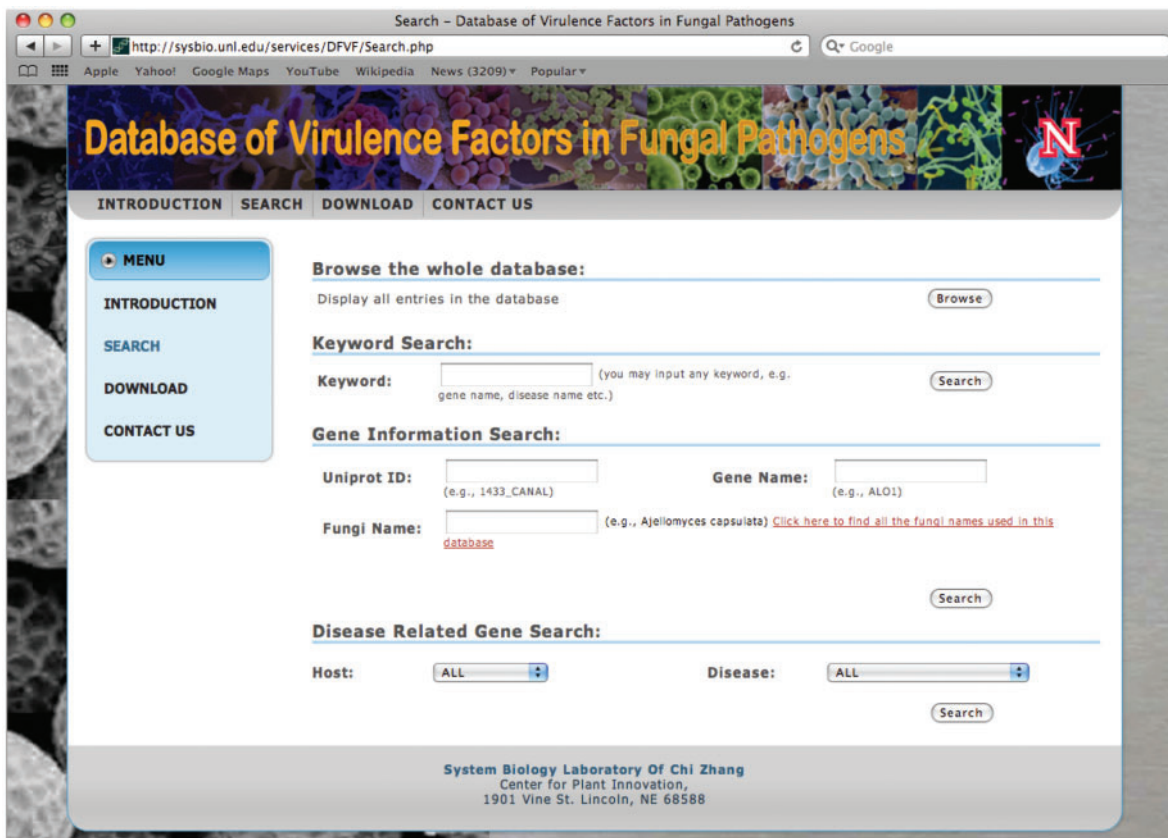 Search – Database of Virulence Factors in Fungal Pathogens
http://sysbio.unl.edu/services/DFVF/Search.php
Google
Apple Yahoo! Google Maps YouTube Wikipedia News (3209) Popular
Database of Virulence Factors in Fungal Pathogens
N
INTRODUCTION SEARCH DOWNLOAD CONTACT US
MENU
INTRODUCTION
SEARCH
DOWNLOAD
CONTACT US
Browse the whole database:
Display all entries in the database Browse
Keyword Search:
Keyword: (you may input any keyword, e.g. Search
gene name, disease name etc.)
Gene Information Search:
Uniprot ID: Gene Name:
(e.g., 1433_CANAL) (e.g., ALO1)
Fungi Name: (e.g., Ajellomyces capsulata) Click here to find all the fungi names used in this
database
Search
Disease Related Gene Search:
Host: ALL Disease: ALL
Search
System Biology Laboratory Of Chi Zhang
Center for Plant Innovation,
1901 Vine St. Lincoln, NE 68588